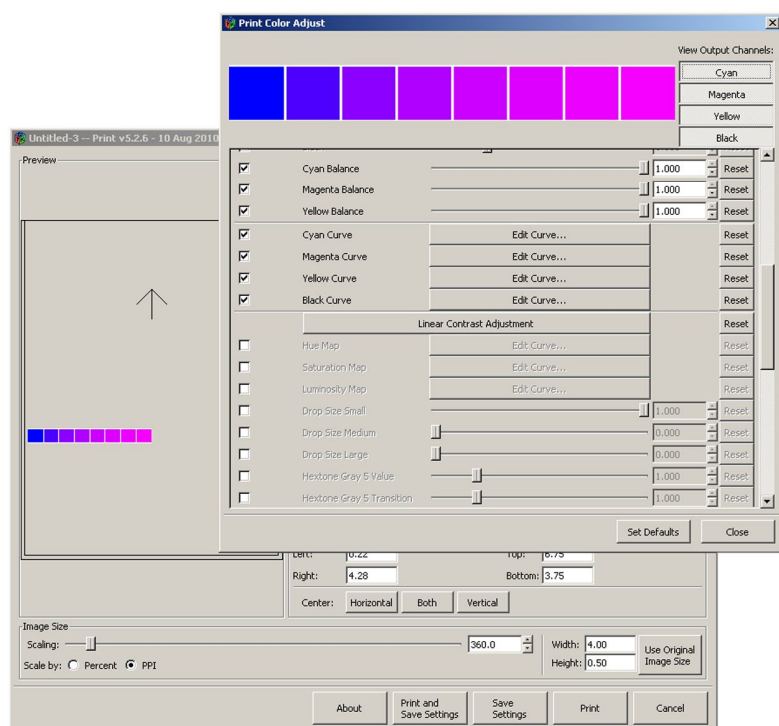 Print Color Adjust
View Output Channels:
Cyan
Magenta
Yellow
Black
Cyan Balance 1.000 Reset
Magenta Balance 1.000 Reset
Yellow Balance 1.000 Reset
Cyan Curve Edit Curve... Reset
Magenta Curve Edit Curve... Reset
Yellow Curve Edit Curve... Reset
Black Curve Edit Curve... Reset
Linear Contrast Adjustment Reset
Hue Map Edit Curve... Reset
Saturation Map Edit Curve... Reset
Luminosity Map Edit Curve... Reset
Drop Size Small 1.000 Reset
Drop Size Medium 0.000 Reset
Drop Size Large 0.000 Reset
Hextone Gray 5 Value 1.000 Reset
Hextone Gray 5 Transition 1.000 Reset
Set Defaults Close
Untitled-3 -- Print v5.2.6 - 10 Aug 2010
Preview
Left: 0.22 Top: 6.75
Right: 4.28 Bottom: 3.75
Center: Horizontal Both Vertical
Image Size
Scaling: 360.0
Scale by: Percent PPI
Width: 4.00
Height: 0.50
Use Original
Image Size
About
Print and
Save Settings
Save
Settings
Print
Cancel